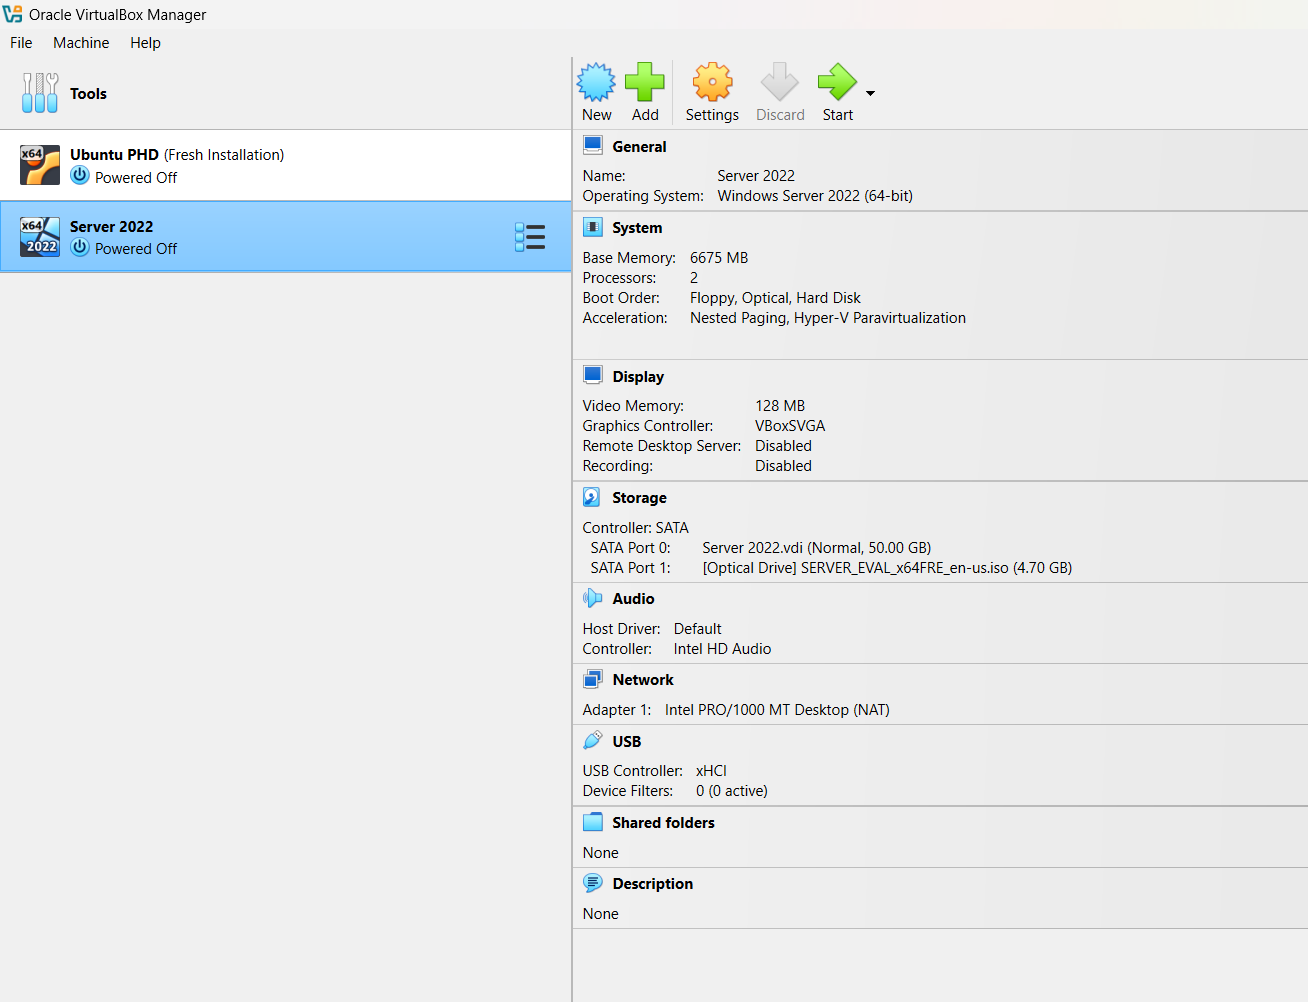 Oracle VirtualBox Manager
File Machine Help
Tools
New Add Settings Discard Start
x64 Ubuntu PHD (Fresh Installation)
Powered Off
x64 2022 Server 2022
Powered Off
General
Name: Server 2022
Operating System: Windows Server 2022 (64-bit)
System
Base Memory: 6675 MB
Processors: 2
Boot Order: Floppy, Optical, Hard Disk
Acceleration: Nested Paging, Hyper-V Paravirtualization
Display
Video Memory: 128 MB
Graphics Controller: VBoxSVGA
Remote Desktop Server: Disabled
Recording: Disabled
Storage
Controller: SATA
SATA Port 0: Server 2022.vdi (Normal, 50.00 GB)
SATA Port 1: [Optical Drive] SERVER_EVAL_x64FRE_en-us.iso (4.70 GB)
Audio
Host Driver: Default
Controller: Intel HD Audio
Network
Adapter 1: Intel PRO/1000 MT Desktop (NAT)
USB
USB Controller: xHCI
Device Filters: 0 (0 active)
Shared folders
None
Description
None